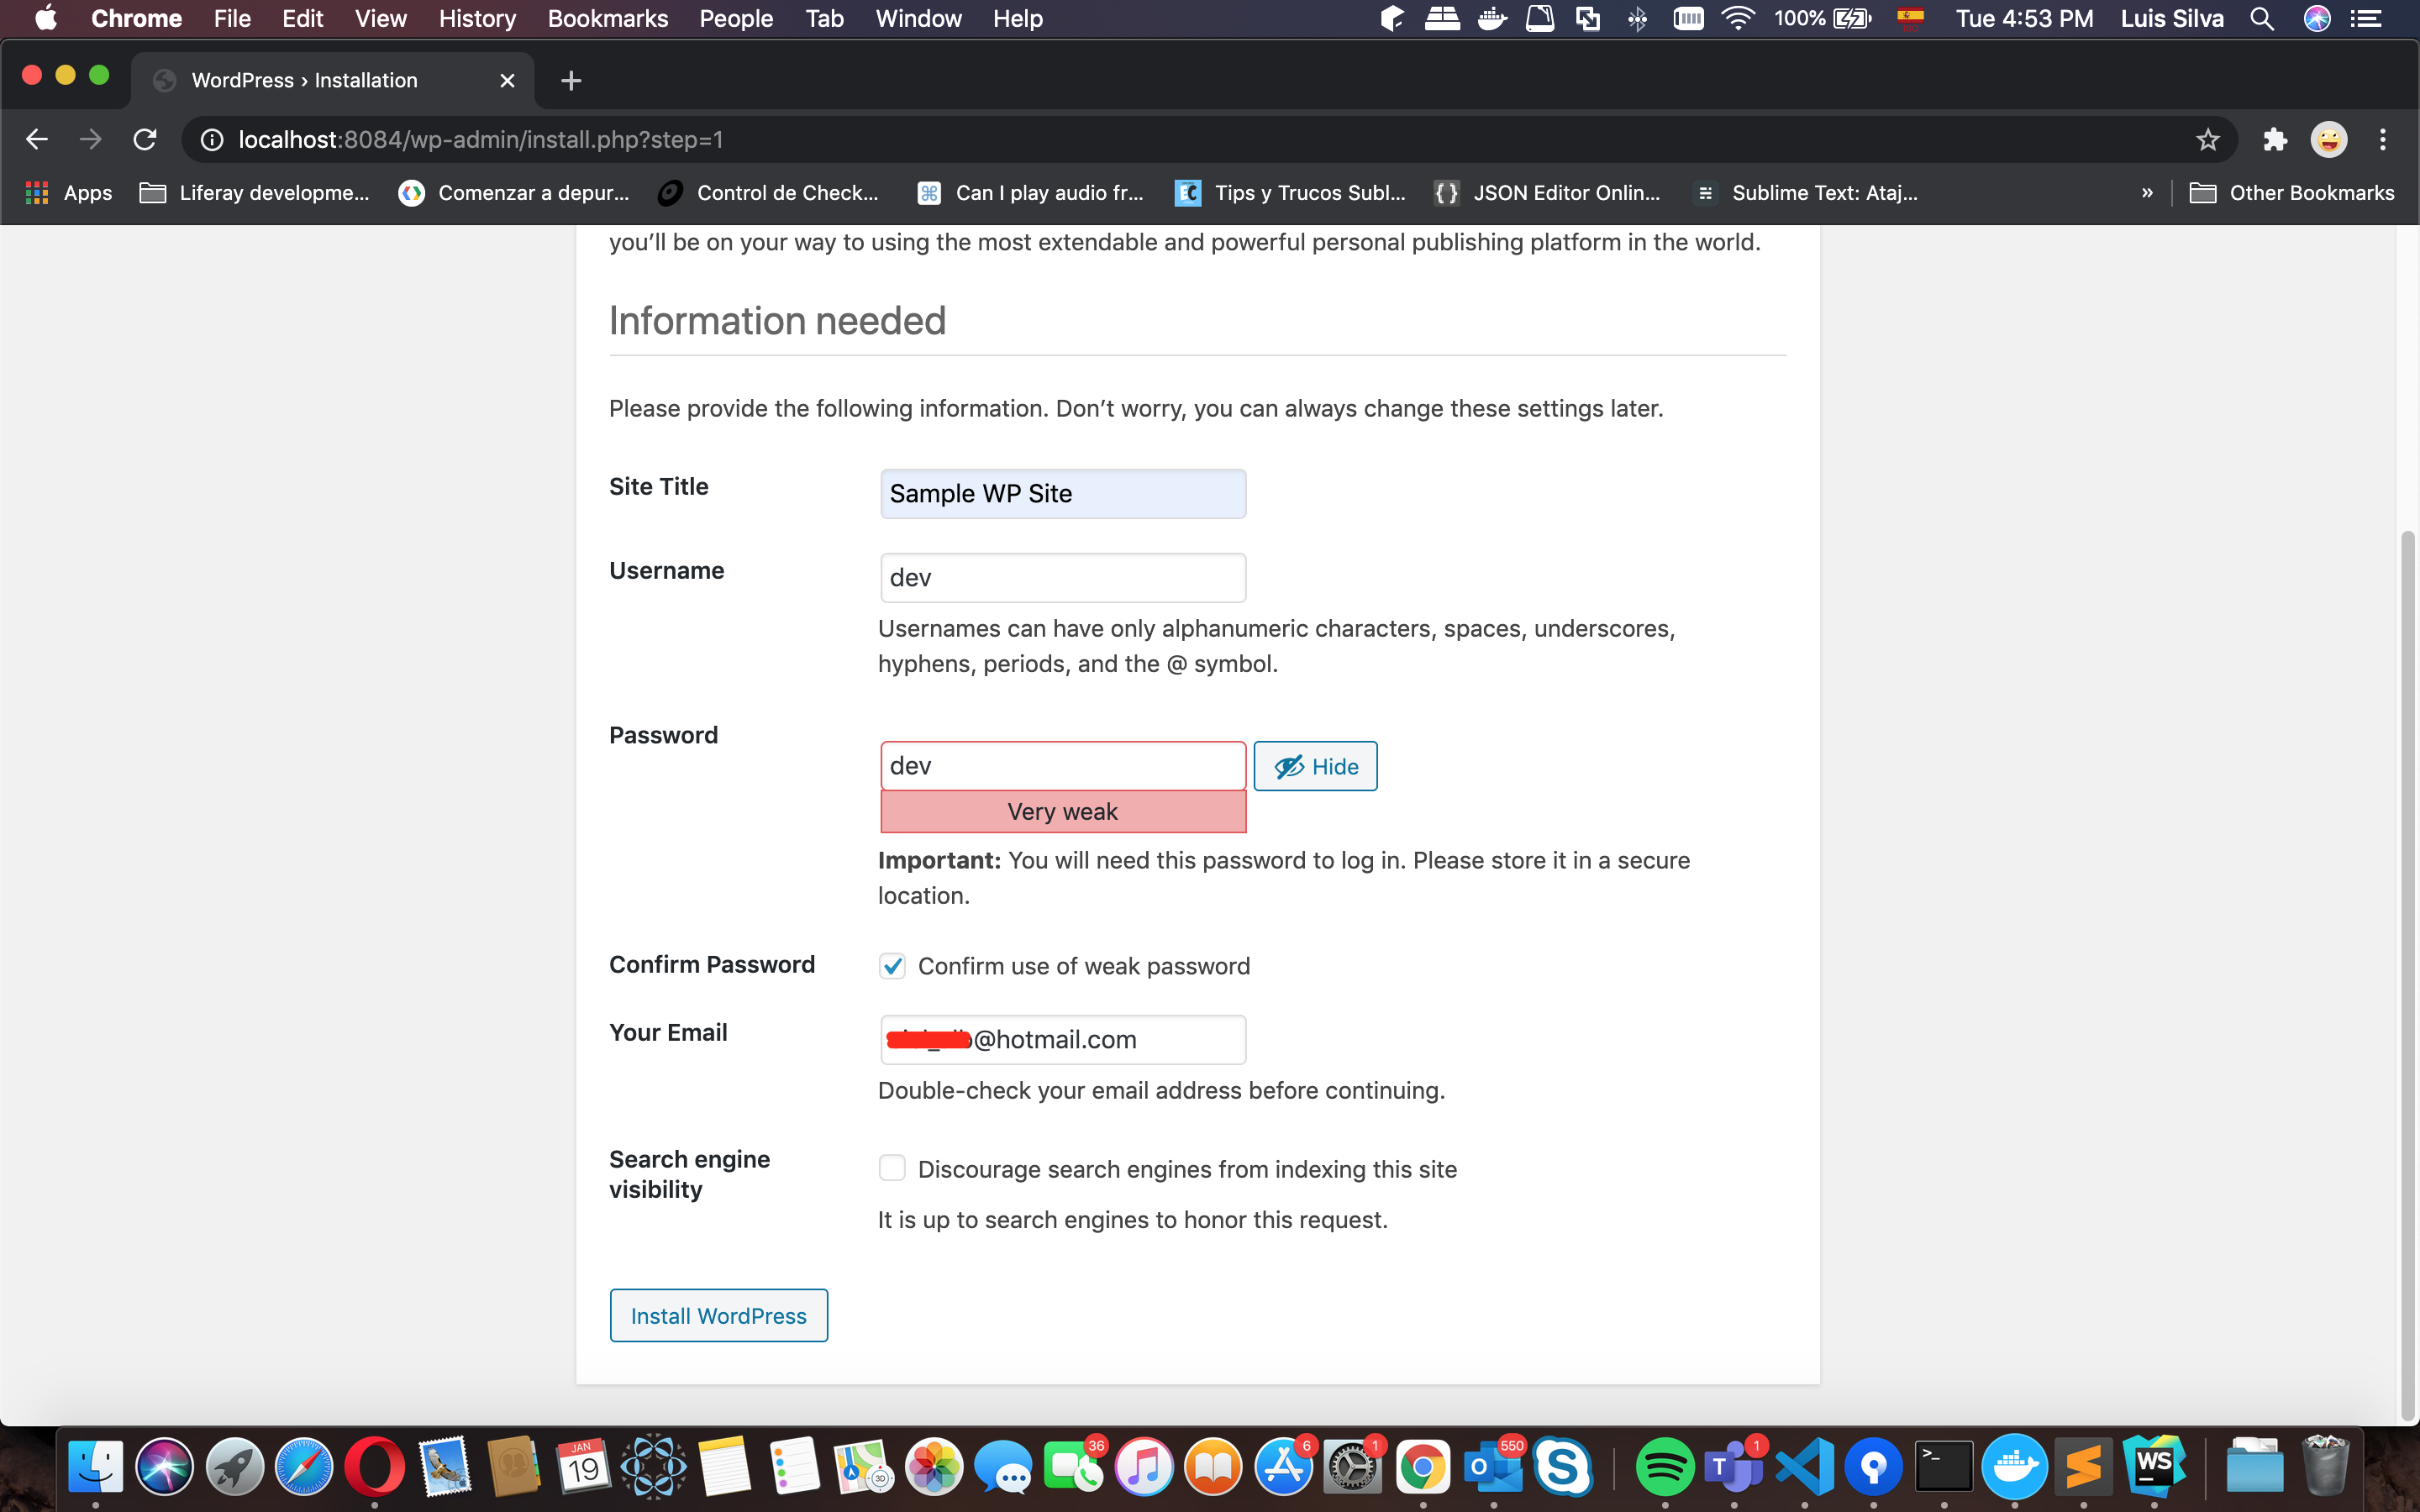 Chrome File Edit View History Bookmarks People Tab Window Help 100% Tue 4:53 PM Luis Silva
WordPress › Installation
localhost:8084/wp-admin/install.php?step=1
Apps Liferay developme... Comenzar a depur... Control de Check... Can I play audio fr... Tips y Trucos Subl... JSON Editor Onlin... Sublime Text: Ataj... » Other Bookmarks
you’ll be on your way to using the most extendable and powerful personal publishing platform in the world.
Information needed
Please provide the following information. Don’t worry, you can always change these settings later.
Site Title Sample WP Site
Username dev
Usernames can have only alphanumeric characters, spaces, underscores,
hyphens, periods, and the @ symbol.
Password
dev Hide
Very weak
Important: You will need this password to log in. Please store it in a secure
location.
Confirm Password Confirm use of weak password
Your Email @hotmail.com
Double-check your email address before continuing.
Search engine
visibility
Discourage search engines from indexing this site
It is up to search engines to honor this request.
Install WordPress
JAN
19
3D
36
6
1
550
1
WS